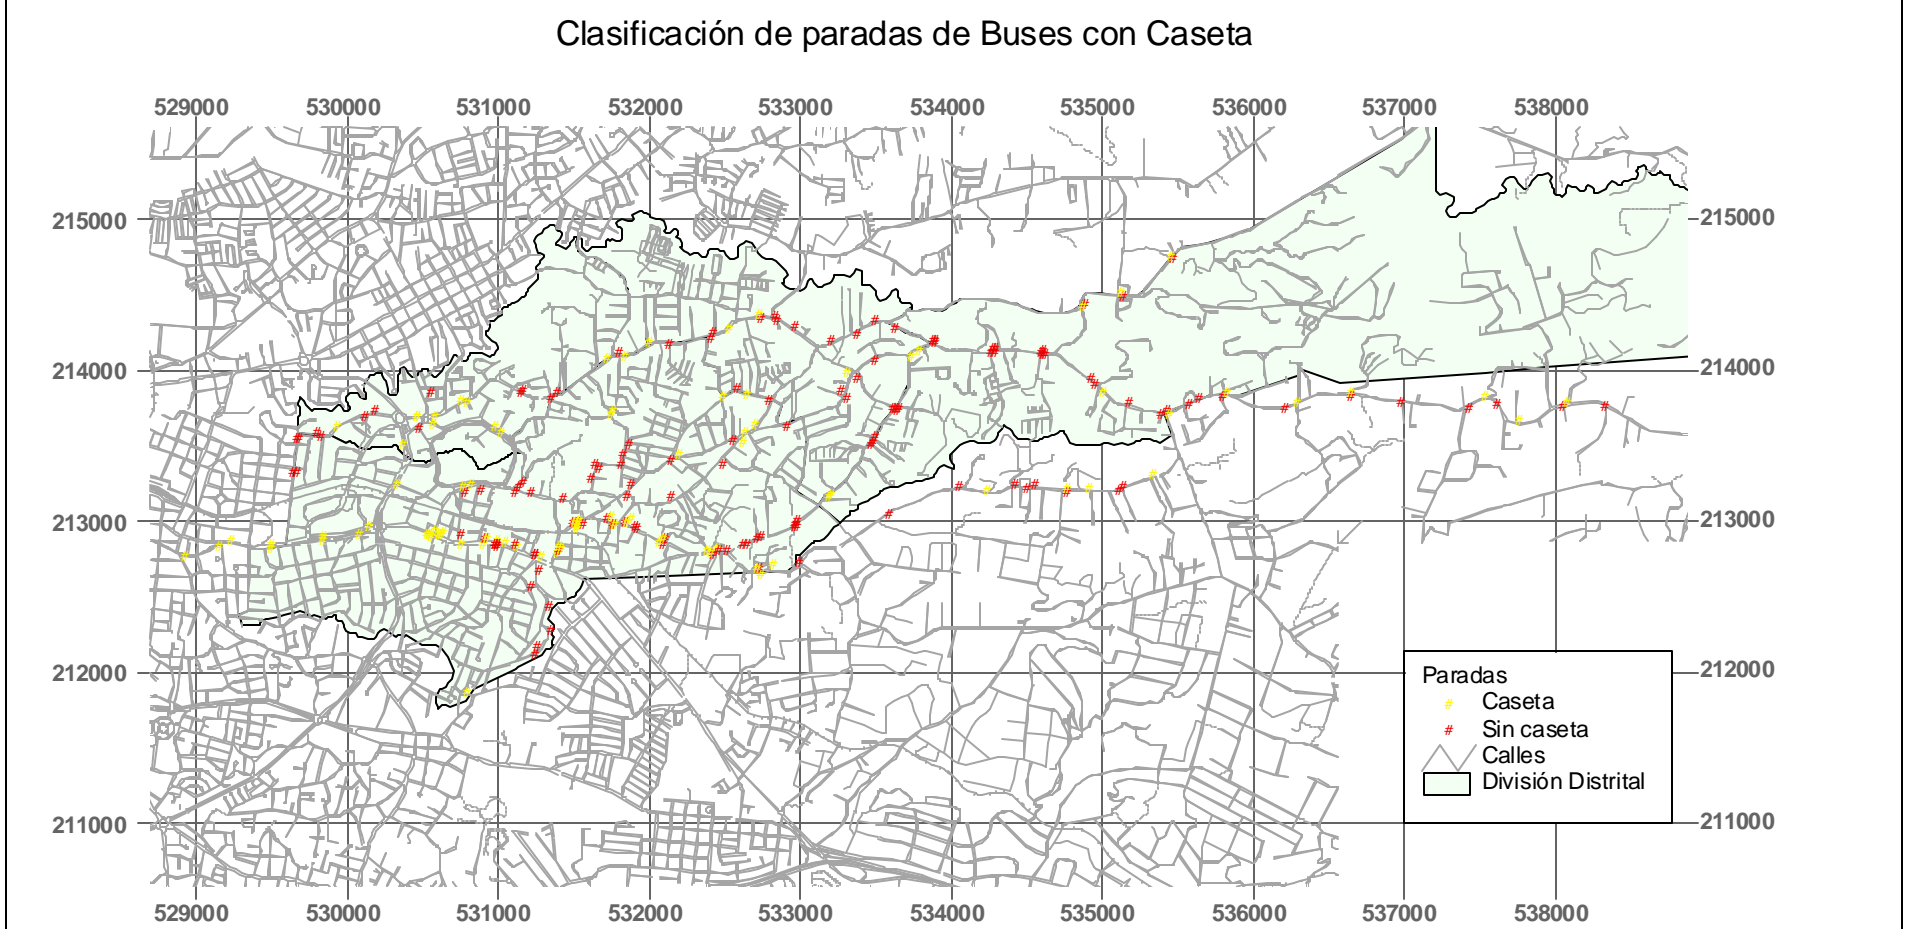 Clasificación de paradas de Buses con Caseta
529000 530000 531000 532000 533000 534000 535000 536000 537000 538000
215000 215000
214000 214000
213000 213000
212000 212000
Paradas
Caseta
Sin caseta
Calles
División Distrital
211000 211000
529000 530000 531000 532000 533000 534000 535000 536000 537000 538000